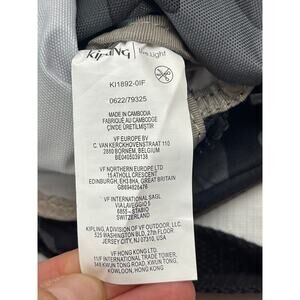 kipling | live.light
KI1892-0IF
0622/79325
MADE IN CAMBODIA
FABRIQUÉ AU CAMBODGE
ÇİNDE ÜRETİLMİŞTİR
VF EUROPE BV
C. VAN KERCKHOVENSTRAAT 110
2880 BORNEM, BELGIUM
BE0405039138
VF NORTHERN EUROPE LTD
15 ATHOLL CRESCENT
EDINBURGH, EH3 8HA, GREAT BRITAIN
GB694826476
VF INTERNATIONAL SAGL
VIA LAVEGGIO 5
6855 - STABIO
SWITZERLAND
KIPLING, A DIVISION OF VF OUTDOOR, LLC.
525 WASHINGTON BLVD, 27th FLOOR
JERSEY CITY, NJ 07310, USA
VF HONG KONG LTD.
11/F INTERNATIONAL TRADE TOWER,
348 KWUN TONG ROAD, KWUN TONG,
KOWLOON, HONG KONG